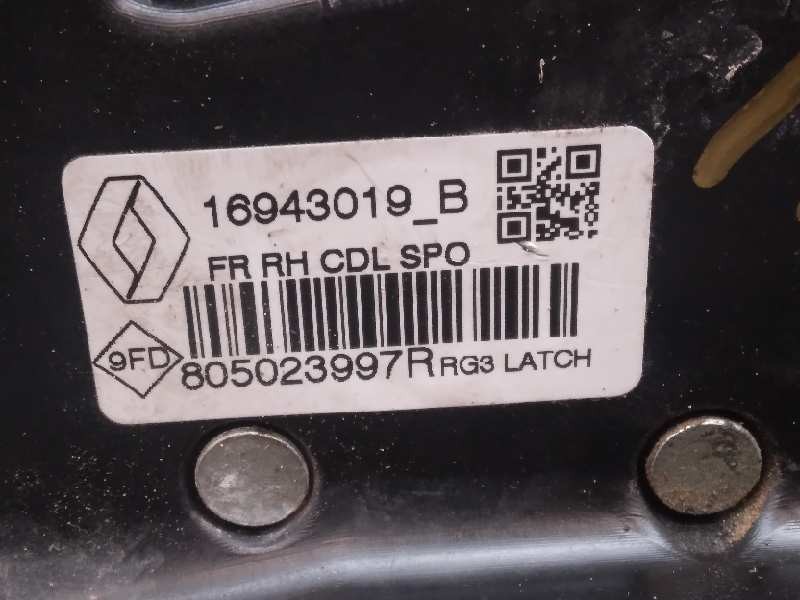 16943019_B
FR RH CDL SPO
9FD
805023997R RG3 LATCH